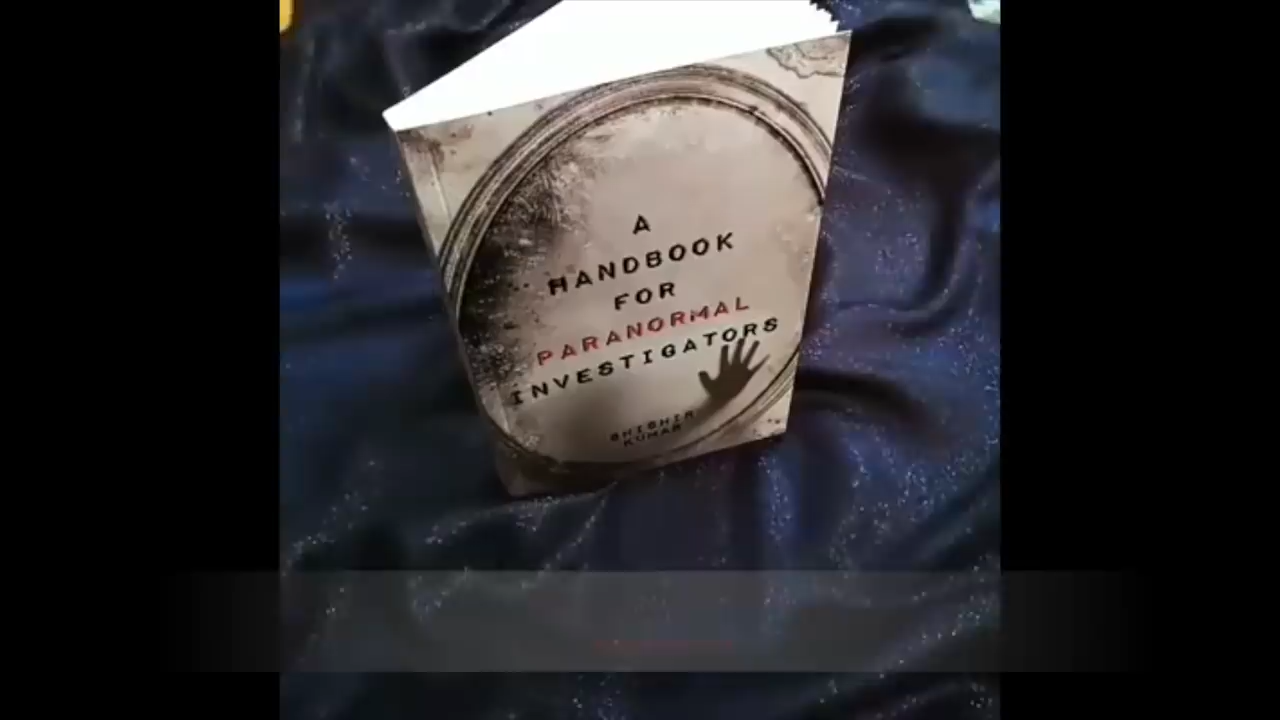 A
HANDBOOK
FOR
PARANORMAL
INVESTIGATORS
SHISHIR
KUMAR